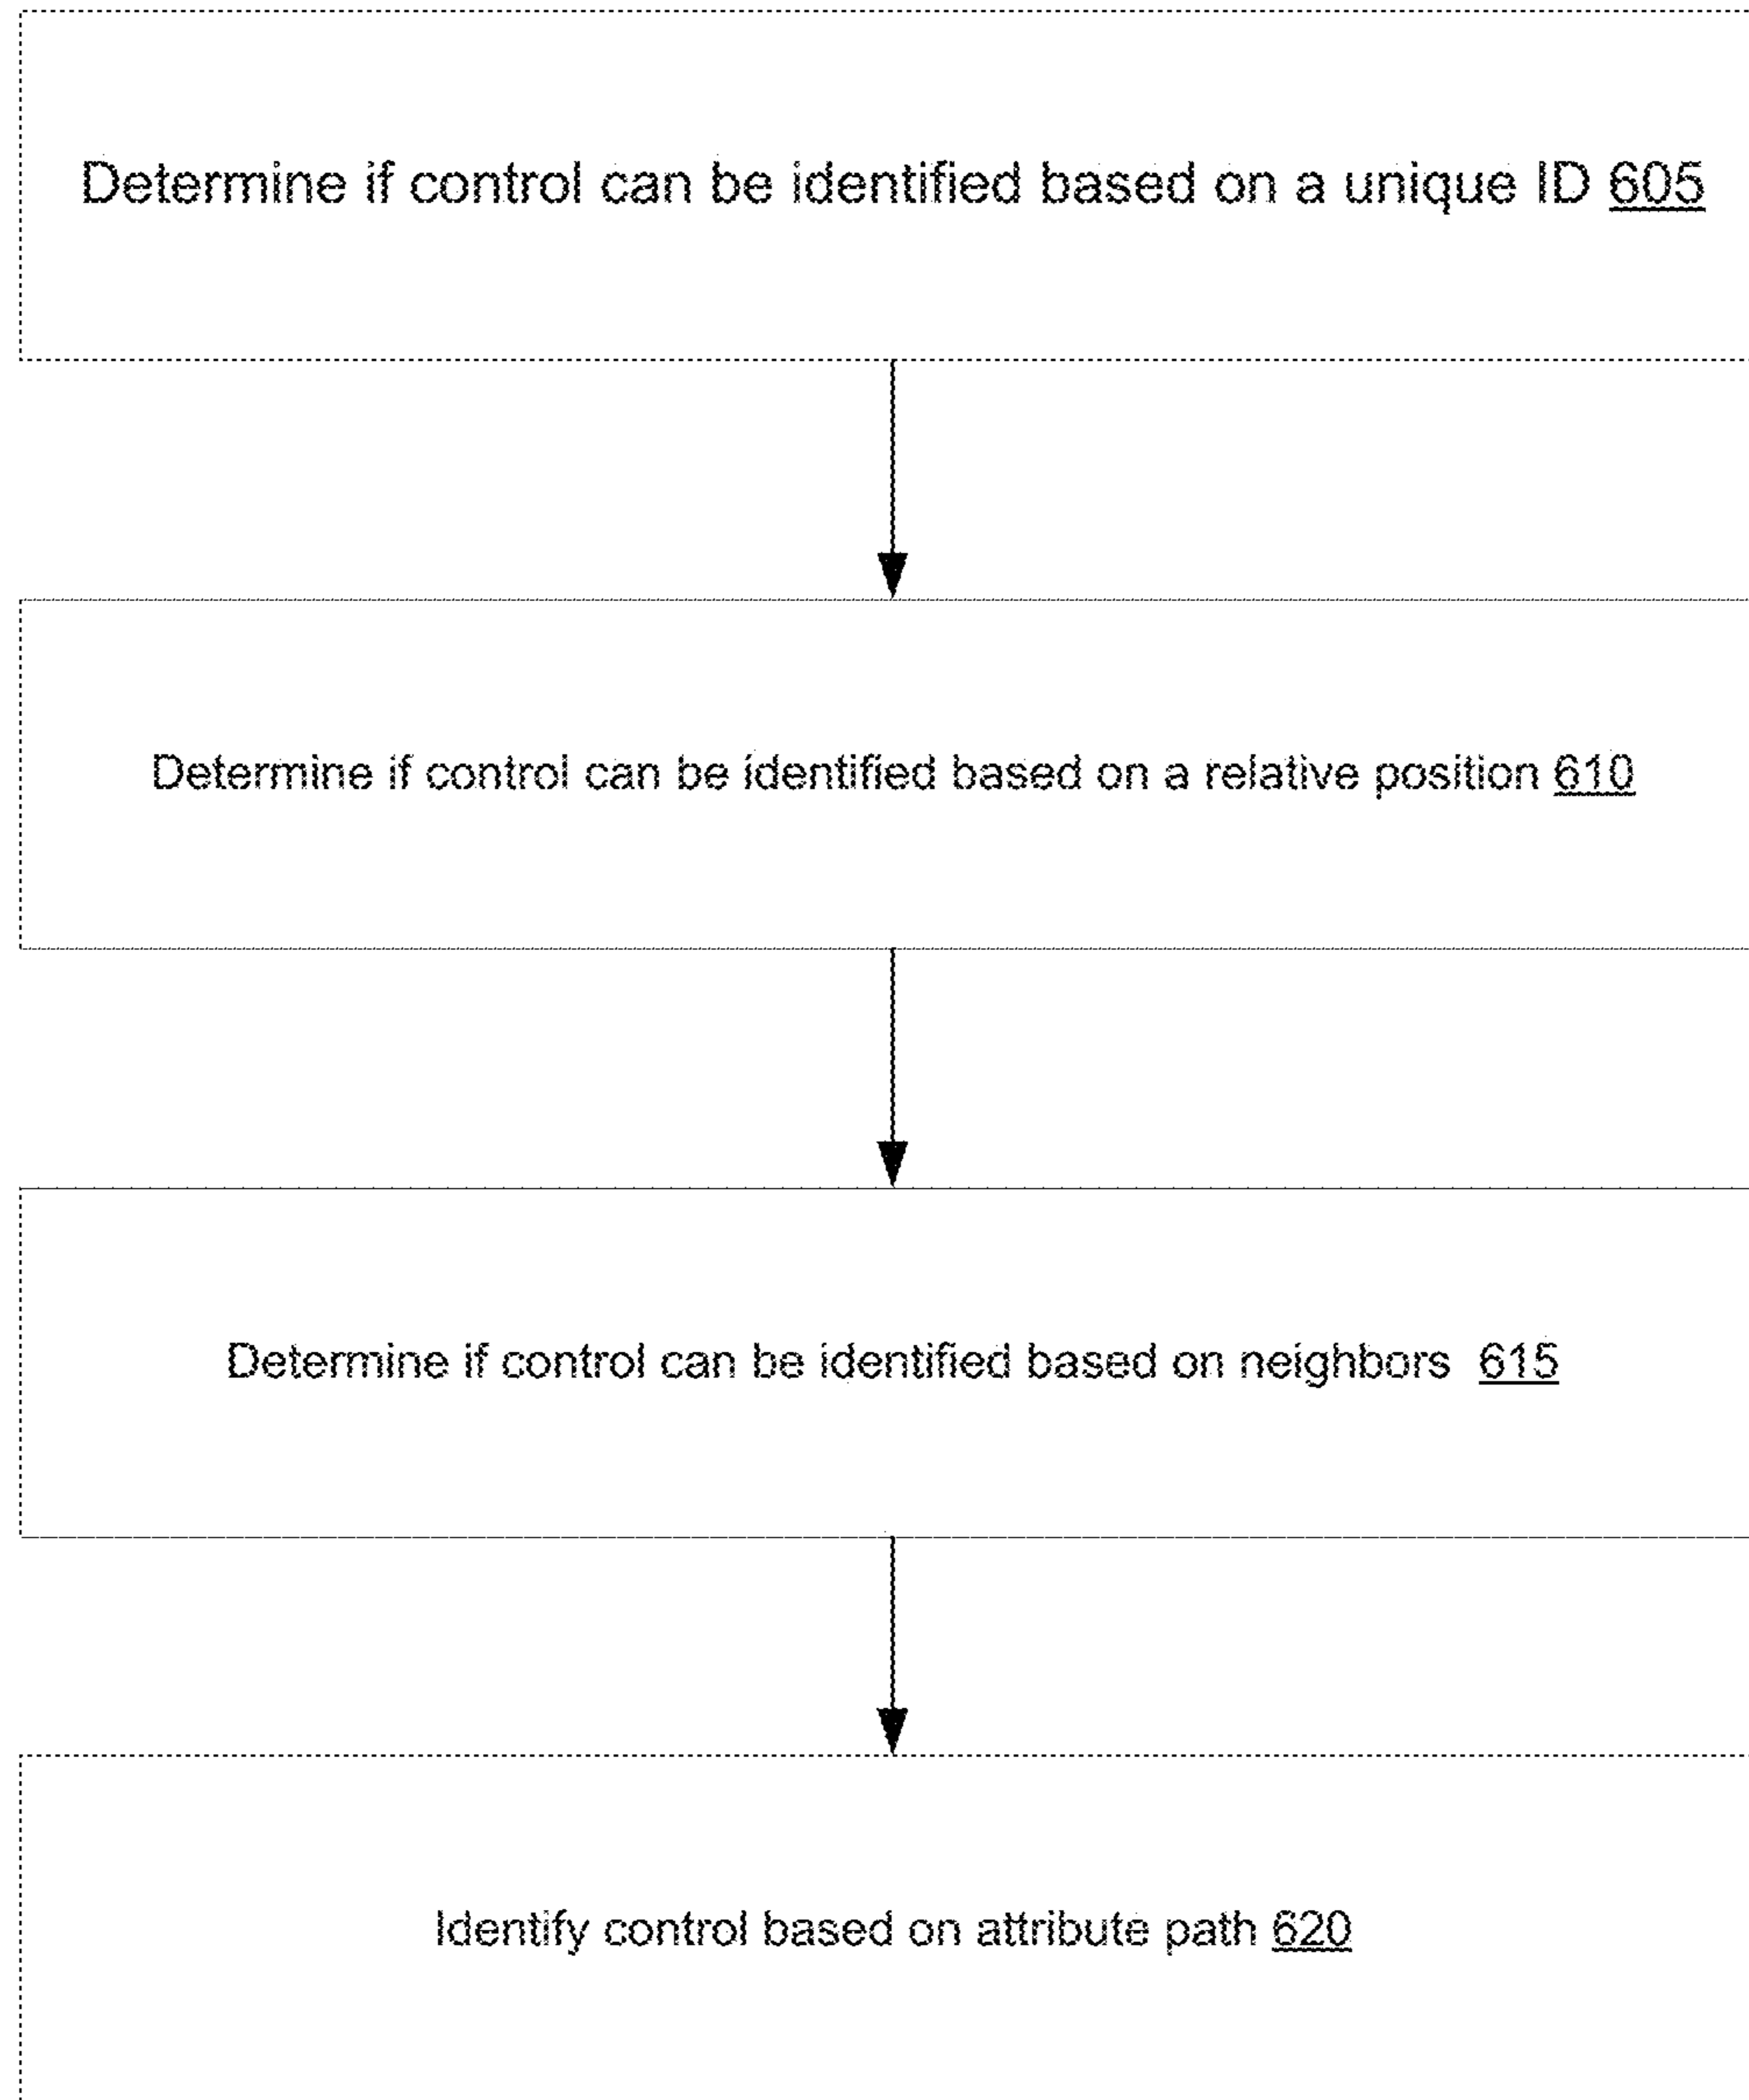 Determine if control can be identified based on a unique ID 605
Determine if control can be identified based on a relative position 610
Determine if control can be identified based on neighbors 615
Identify control based on attribute path 620